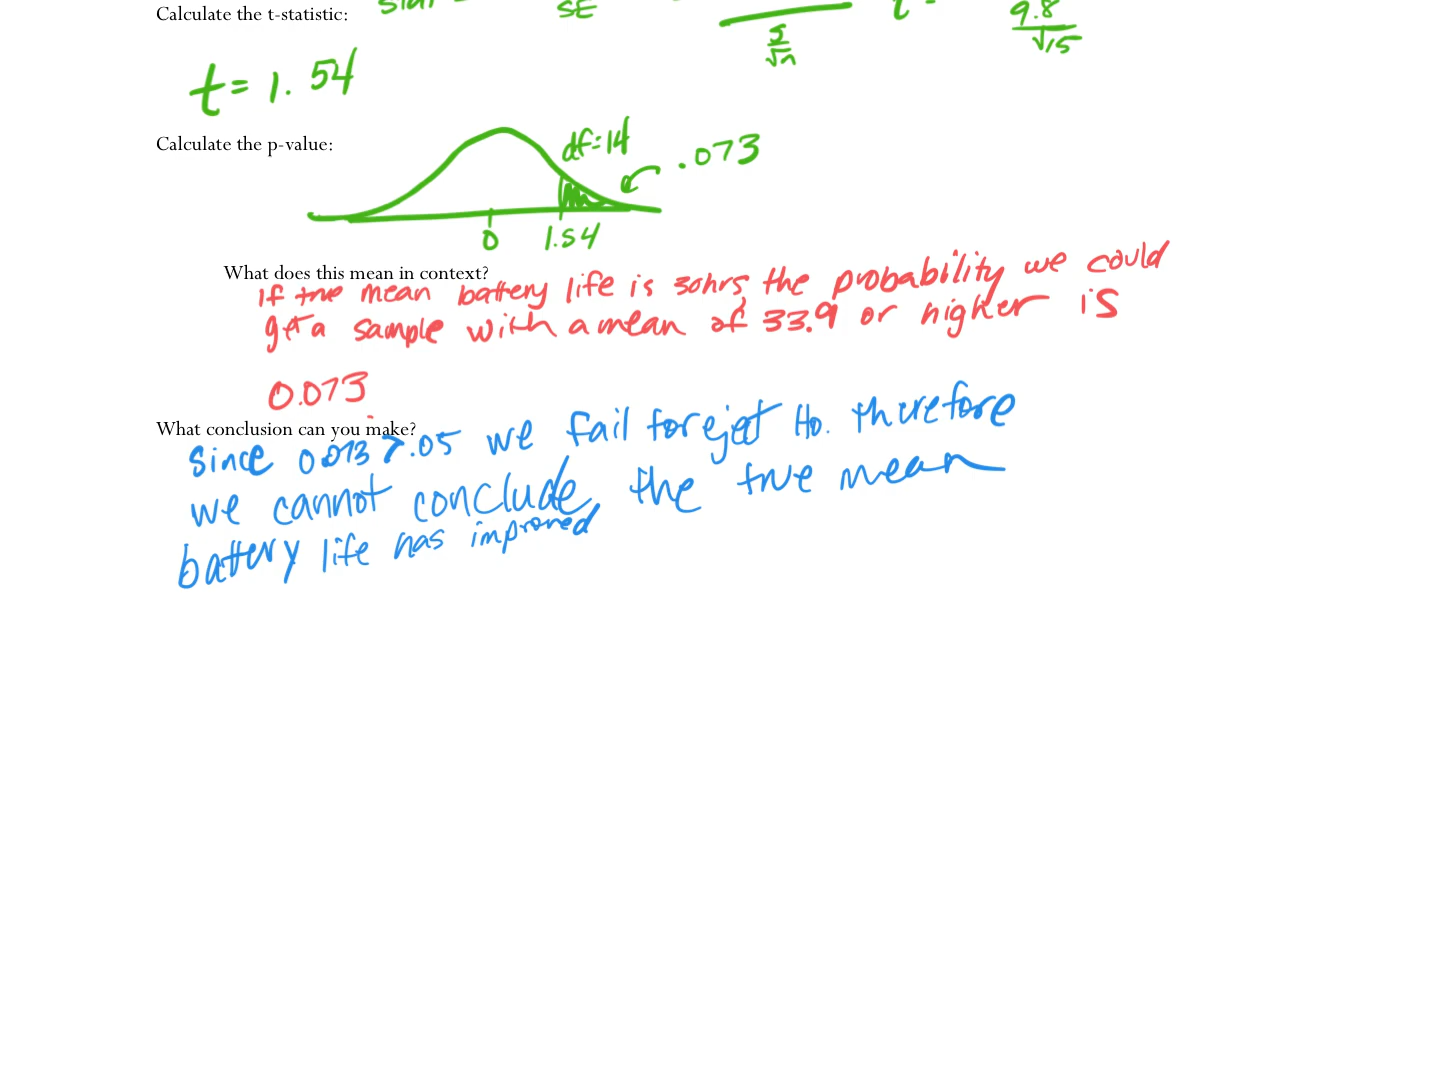 Calculate the t-statistic:
SE
9.8
s
√n
√15
t = 1.54
Calculate the p-value:
df=14
.073
0
1.54
What does this mean in context?
If true mean battery life is 30hrs, the probability we could
get a sample with a mean of 33.9 or higher is
0.073.
What conclusion can you make?
Since 0.073 > .05 we fail to reject Ho. Therefore
we cannot conclude the true mean
battery life has improved